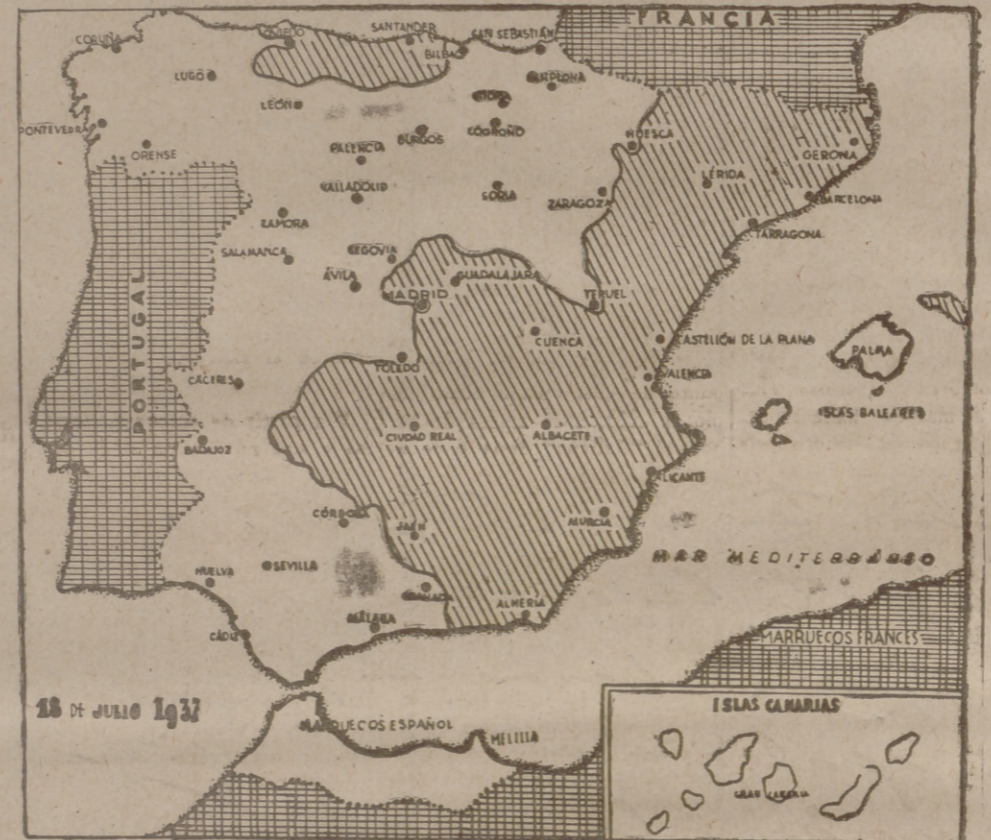 FRANCIA
CORUÑA
OVIEDO
SANTANDER
BILBAO
SAN SEBASTIÁN
LUGO
PAMPLONA
LEÓN
PONTEVEDRA
ORENSE
BURGOS
LOGROÑO
HUESCA
PALENCIA
GERONA
LÉRIDA
VALLADOLID
SORIA
ZARAGOZA
BARCELONA
ZAMORA
TARRAGONA
SALAMANCA
SEGOVIA
ÁVILA
GUADALAJARA
MADRID
TERUEL
PORTUGAL
CUENCA
CASTELLÓN DE LA PLANA
PALMA
TOLEDO
VALENCIA
CÁCERES
ISLAS BALEARES
CIUDAD REAL
ALBACETE
BADAJOZ
ALICANTE
CÓRDOBA
JAÉN
MURCIA
MAR MEDITERRÁNEO
SEVILLA
HUELVA
ALMERÍA
MÁLAGA
CÁDIZ
MARRUECOS FRANCES
18 DE JULIO 1937
MARRUECOS ESPAÑOL
MELILLA
ISLAS CANARIAS
GRAN CANARIA